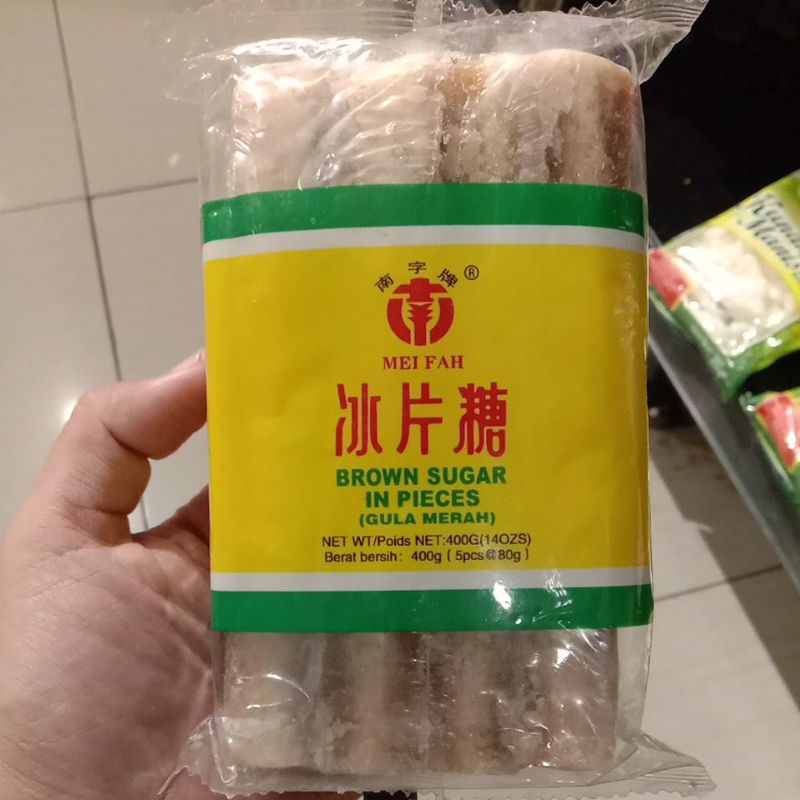 南字牌®
MEI FAH
冰片糖
BROWN SUGAR
IN PIECES
(GULA MERAH)
NET WT/Poids NET:400G(14OZS)
Berat bersih: 400g ( 5pcs@80g )